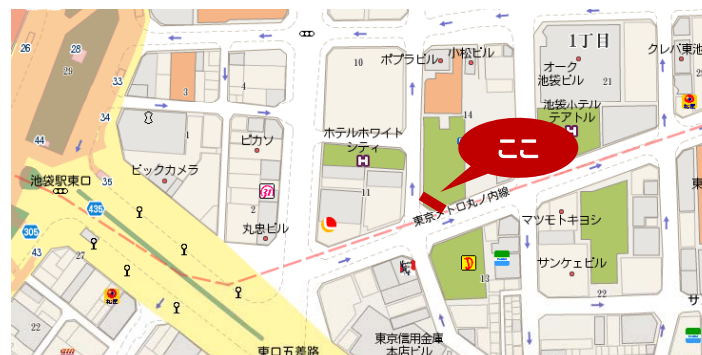 1丁目
26
28
29
33
34
44
36
10
ポプラビル
小松ビル
オーク
池袋ビル
21
クレバ東池
3
4
14
池袋ホテル
テアトル
ホテルホワイト
シティ
ここ
1
ピカソ
ビックカメラ
池袋駅東口
435
305
43
27
2
11
丸忠ビル
東京メトロ丸ノ内線
マツモトキヨシ
サンケェビル
13
22
22
東京信用金庫
本店ビル
東口五差路
サ
東